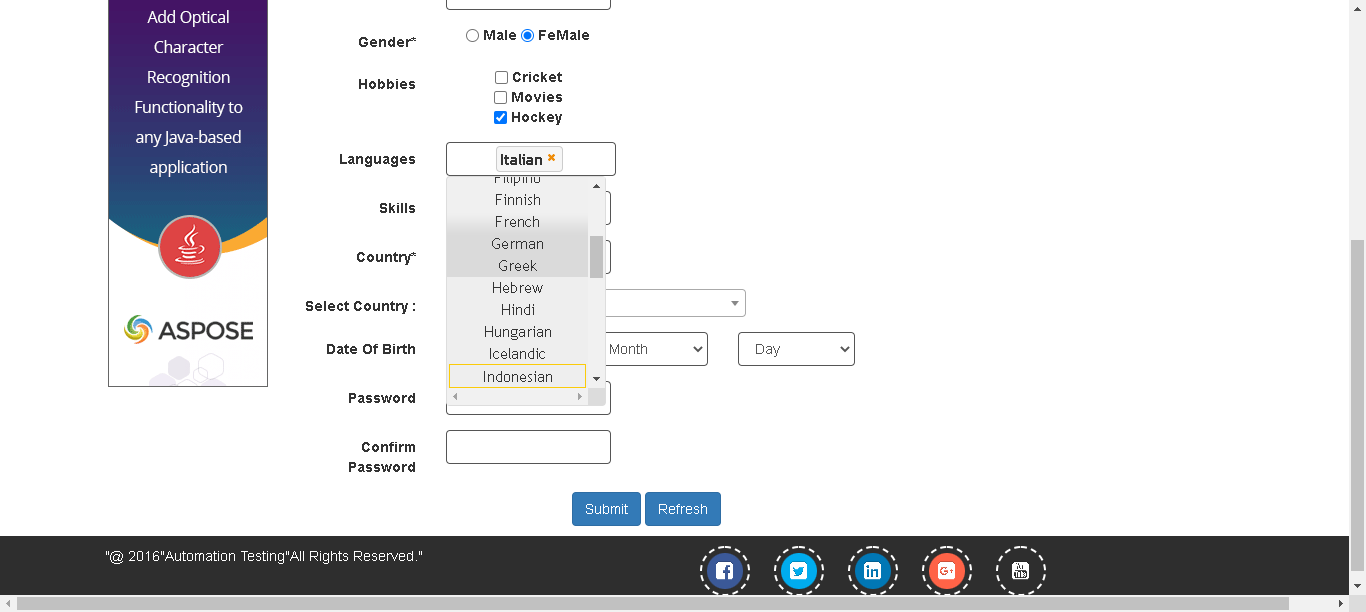 Add Optical
Character
Recognition
Functionality to
any Java-based
application
ASPOSE
Gender*
Male FeMale
Hobbies
Cricket
Movies
Hockey
Languages
Italian
Filipino
Finnish
French
German
Greek
Hebrew
Hindi
Hungarian
Icelandic
Indonesian
Skills
Country*
Select Country :
Date Of Birth
Month
Day
Password
Confirm
Password
Submit Refresh
"@ 2016"Automation Testing"All Rights Reserved."